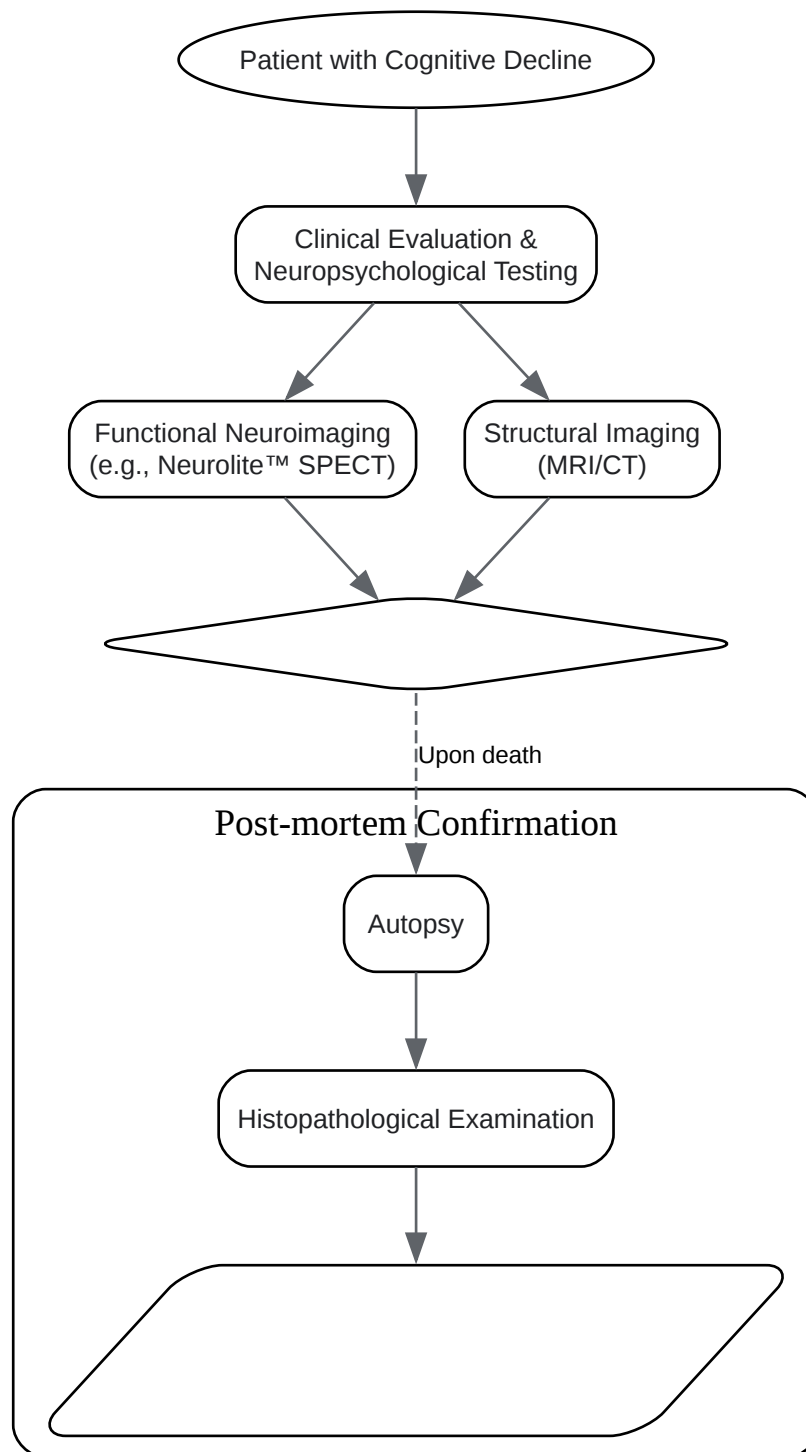 Patient with Cognitive Decline
Clinical Evaluation &
Neuropsychological Testing
Functional Neuroimaging
(e.g., Neurolite™ SPECT)
Structural Imaging
(MRI/CT)
Upon death
Post-mortem Confirmation
Autopsy
Histopathological Examination